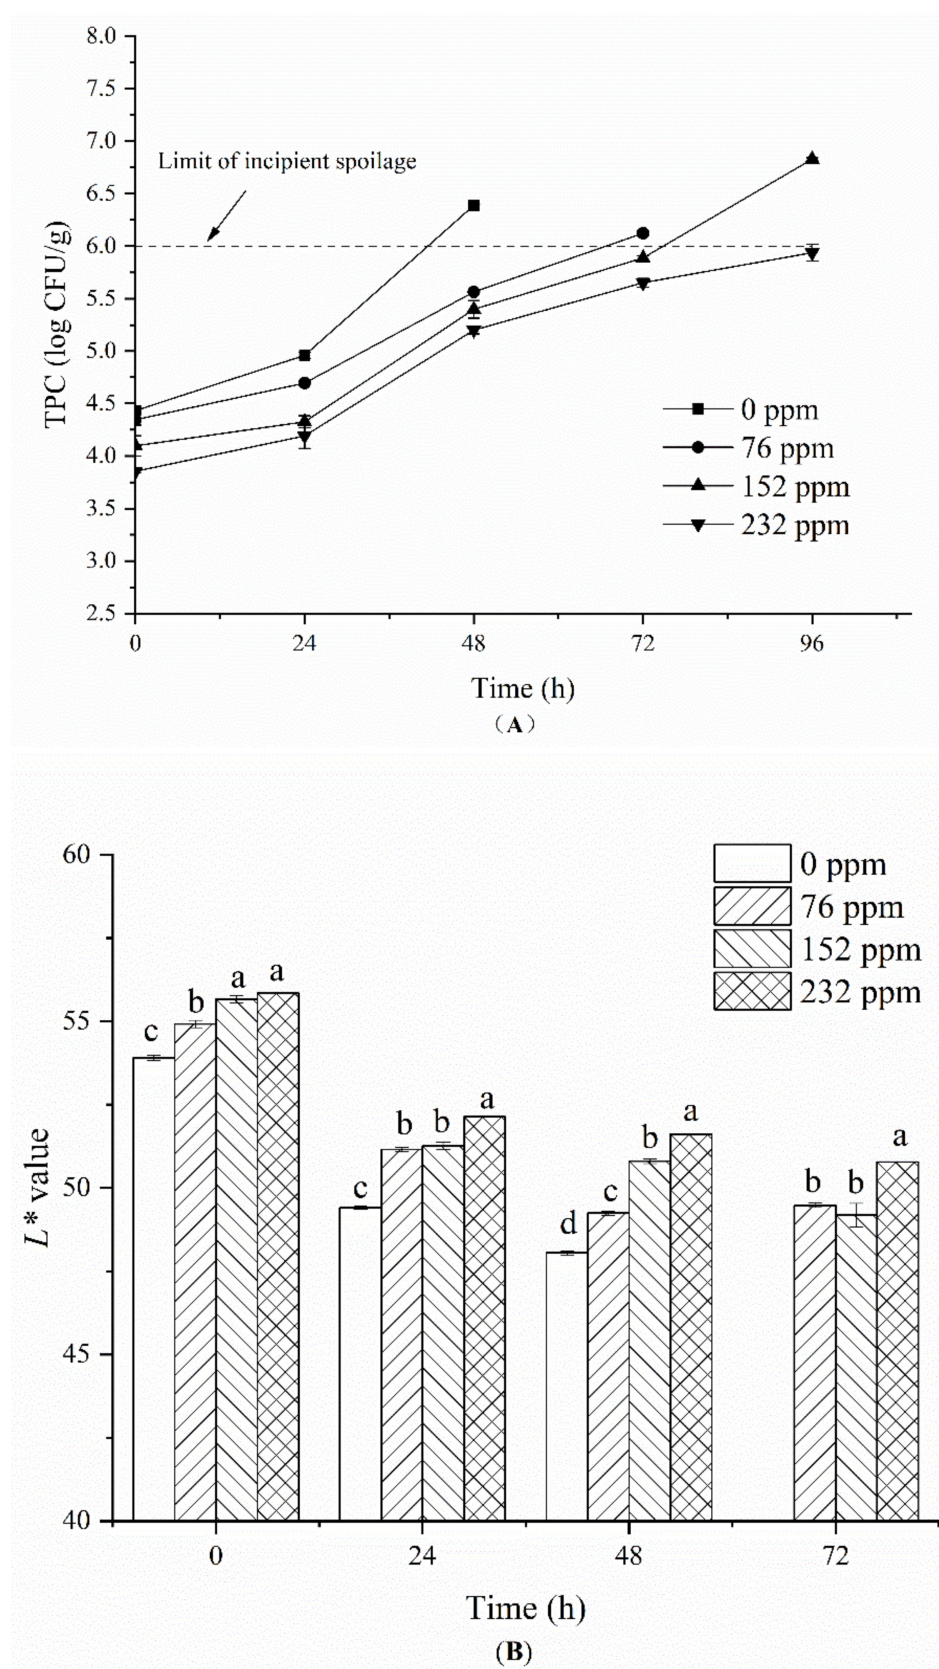 8.0
7.5
7.0
Limit of incipient spoilage
6.5
6.0
5.5
5.0
4.5
4.0
3.5
3.0
2.5
TPC (log CFU/g)
0 ppm
76 ppm
152 ppm
232 ppm
0 24 48 72 96
Time (h)
（A）
60
55
50
45
40
L* value
0 ppm
76 ppm
152 ppm
232 ppm
c b a a
c b b a
d c b a
b b a
0 24 48 72
Time (h)
(B)